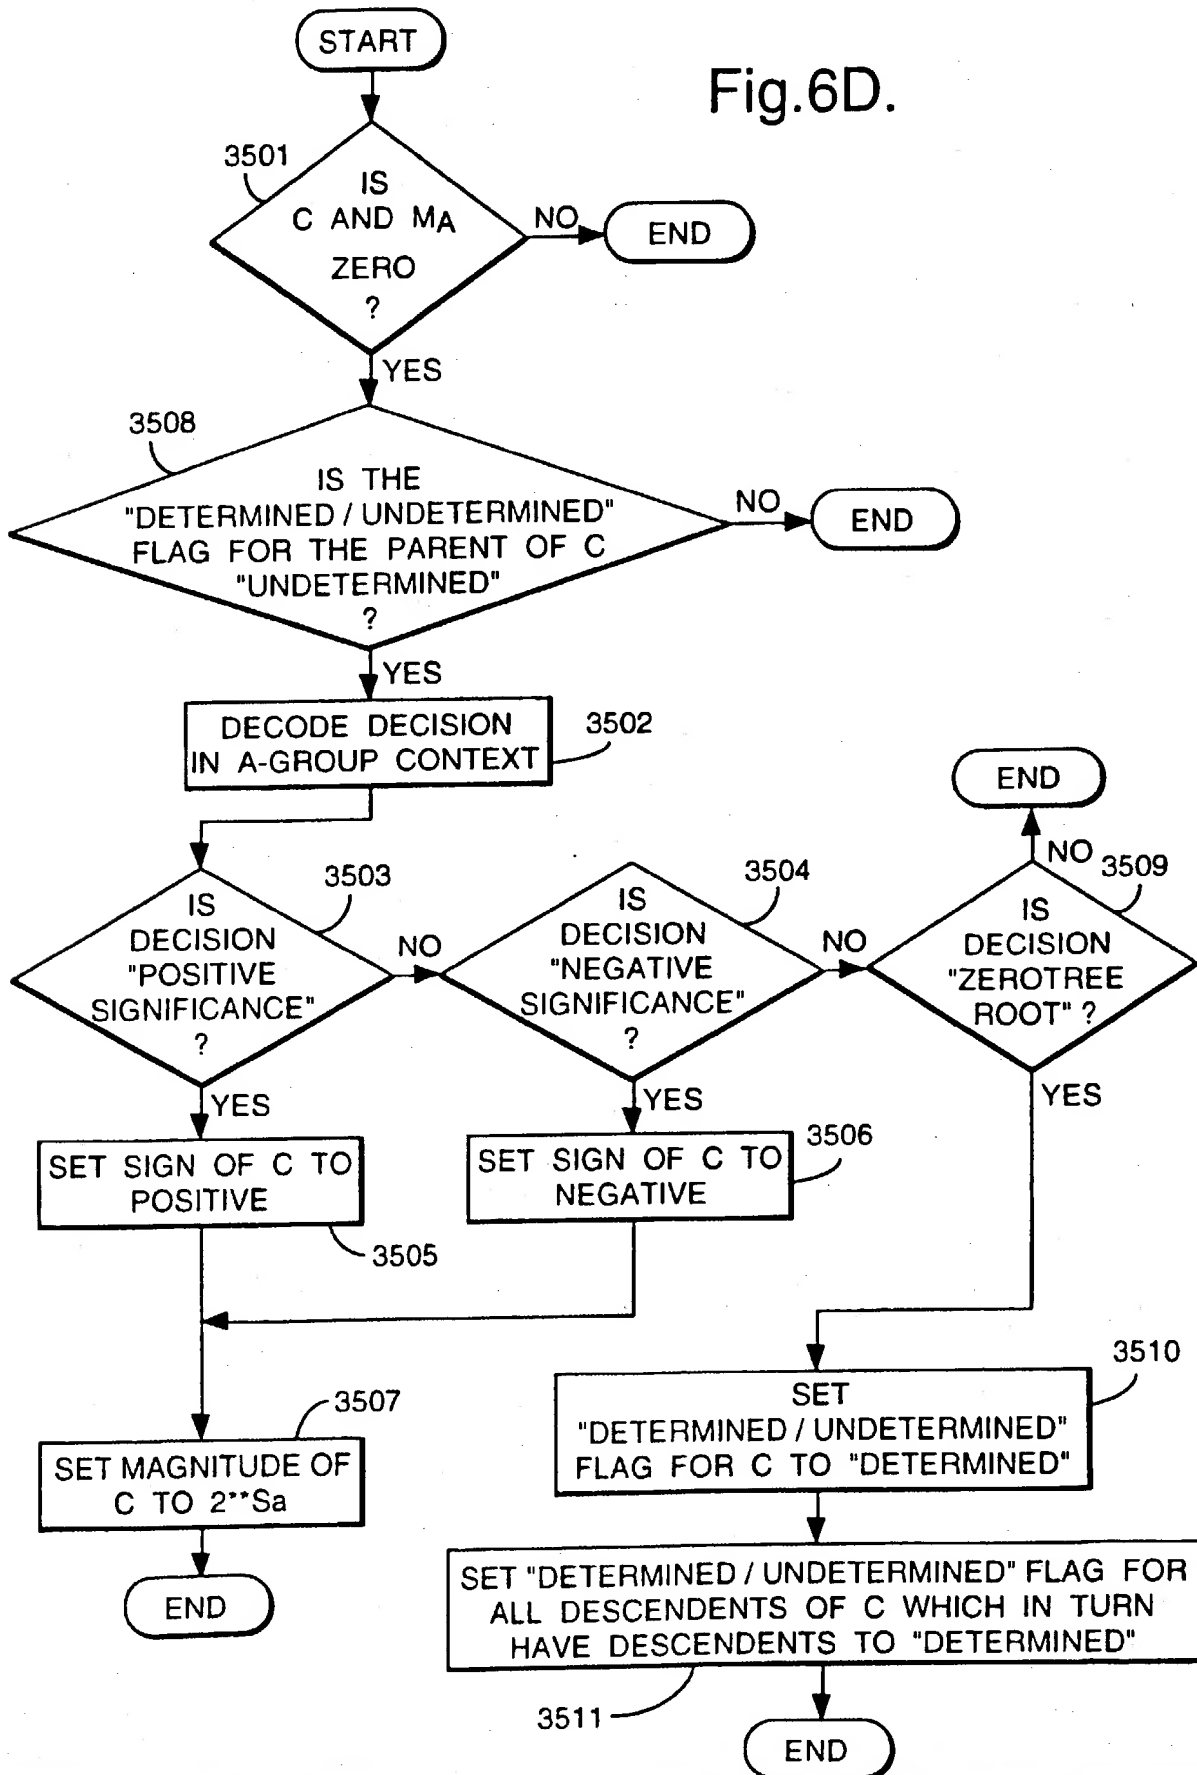 START
Fig.6D.
3501
IS
C AND MA
ZERO
?
NO
END
YES
3508
IS THE
"DETERMINED / UNDETERMINED"
FLAG FOR THE PARENT OF C
"UNDETERMINED"
?
NO
END
YES
DECODE DECISION
IN A-GROUP CONTEXT
3502
END
NO
3503
IS
DECISION
"POSITIVE
SIGNIFICANCE"
?
NO
3504
IS
DECISION
"NEGATIVE
SIGNIFICANCE"
?
NO
3509
IS
DECISION
"ZEROTREE
ROOT" ?
YES
YES
YES
SET SIGN OF C TO
POSITIVE
3505
SET SIGN OF C TO
NEGATIVE
3506
3507
SET MAGNITUDE OF
C TO 2**Sa
END
3510
SET
"DETERMINED / UNDETERMINED"
FLAG FOR C TO "DETERMINED"
SET "DETERMINED / UNDETERMINED" FLAG FOR
ALL DESCENDENTS OF C WHICH IN TURN
HAVE DESCENDENTS TO "DETERMINED"
3511
END